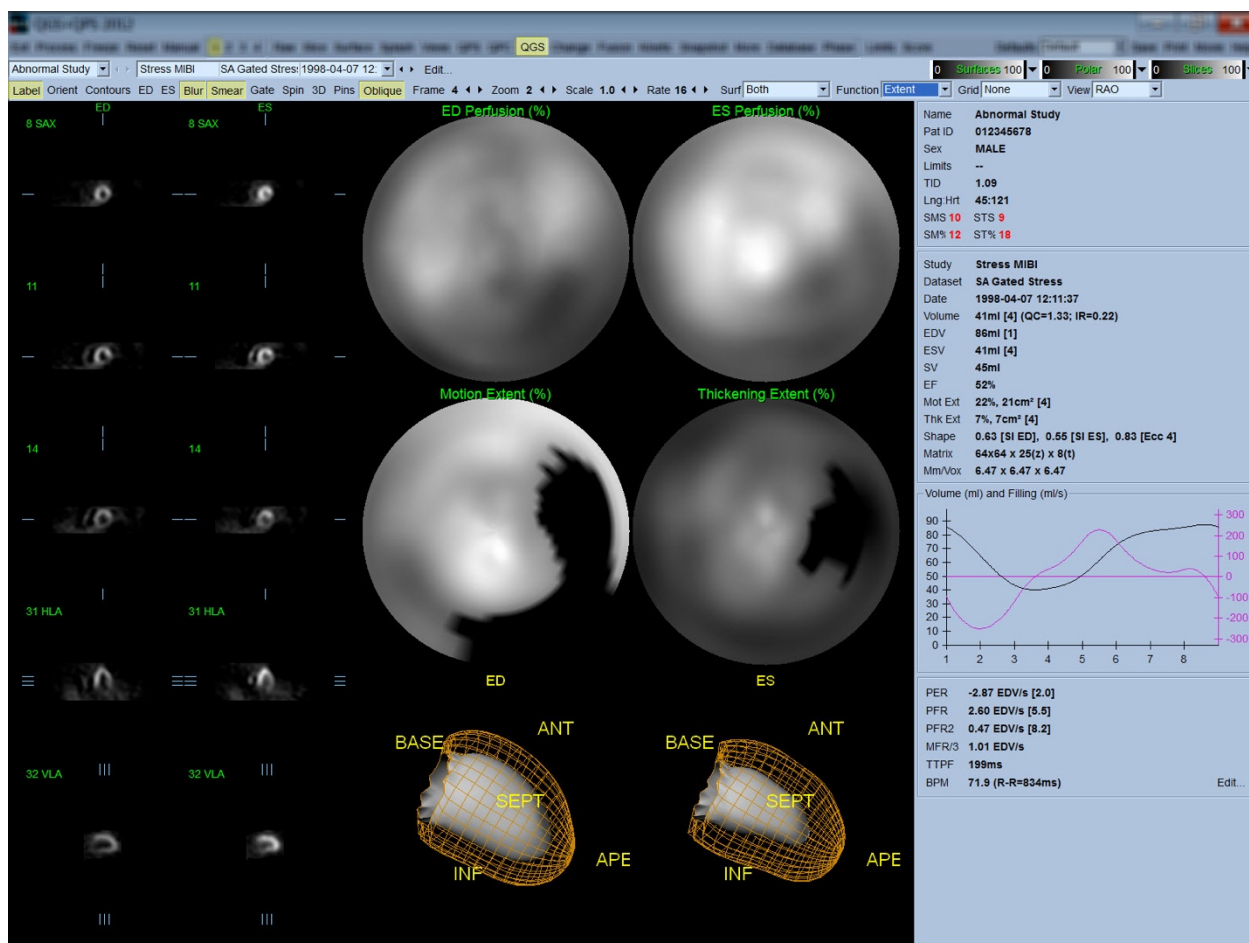 QGS+QPS 2012
QGS
Abnormal Study Stress MIBI SA Gated Stres: 1998-04-07 12: Edit...
0 Surfaces 100 0 Polar 100 0 Slices 100
Label Orient Contours ED ES Blur Smear Gate Spin 3D Pins Oblique Frame 4 Zoom 2 Scale 1.0 Rate 16 Surf Both Function Extent Grid None View RAO
ED ES
8 SAX 8 SAX
11 11
14 14
31 HLA 31 HLA
32 VLA 32 VLA
ED Perfusion (%) ES Perfusion (%)
Motion Extent (%) Thickening Extent (%)
ED ES
ANT ANT
BASE BASE
SEPT SEPT
APE APE
INF INF
Name Abnormal Study
Pat ID 012345678
Sex MALE
Limits --
TID 1.09
Lng:Hrt 45:121
SMS 10 STS 9
SM% 12 ST% 18
Study Stress MIBI
Dataset SA Gated Stress
Date 1998-04-07 12:11:37
Volume 41ml [4] (QC=1.33; IR=0.22)
EDV 86ml [1]
ESV 41ml [4]
SV 45ml
EF 52%
Mot Ext 22%, 21cm² [4]
Thk Ext 7%, 7cm² [4]
Shape 0.63 [SI ED], 0.55 [SI ES], 0.83 [Ecc 4]
Matrix 64x64 x 25(z) x 8(t)
Mm/Vox 6.47 x 6.47 x 6.47
Volume (ml) and Filling (ml/s)
90 300
80 200
70
60 100
50 0
40
30 -100
20 -200
10
0 -300
1 2 3 4 5 6 7 8
PER -2.87 EDV/s [2.0]
PFR 2.60 EDV/s [5.5]
PFR2 0.47 EDV/s [8.2]
MFR/3 1.01 EDV/s
TTPF 199ms
BPM 71.9 (R-R=834ms) Edit...